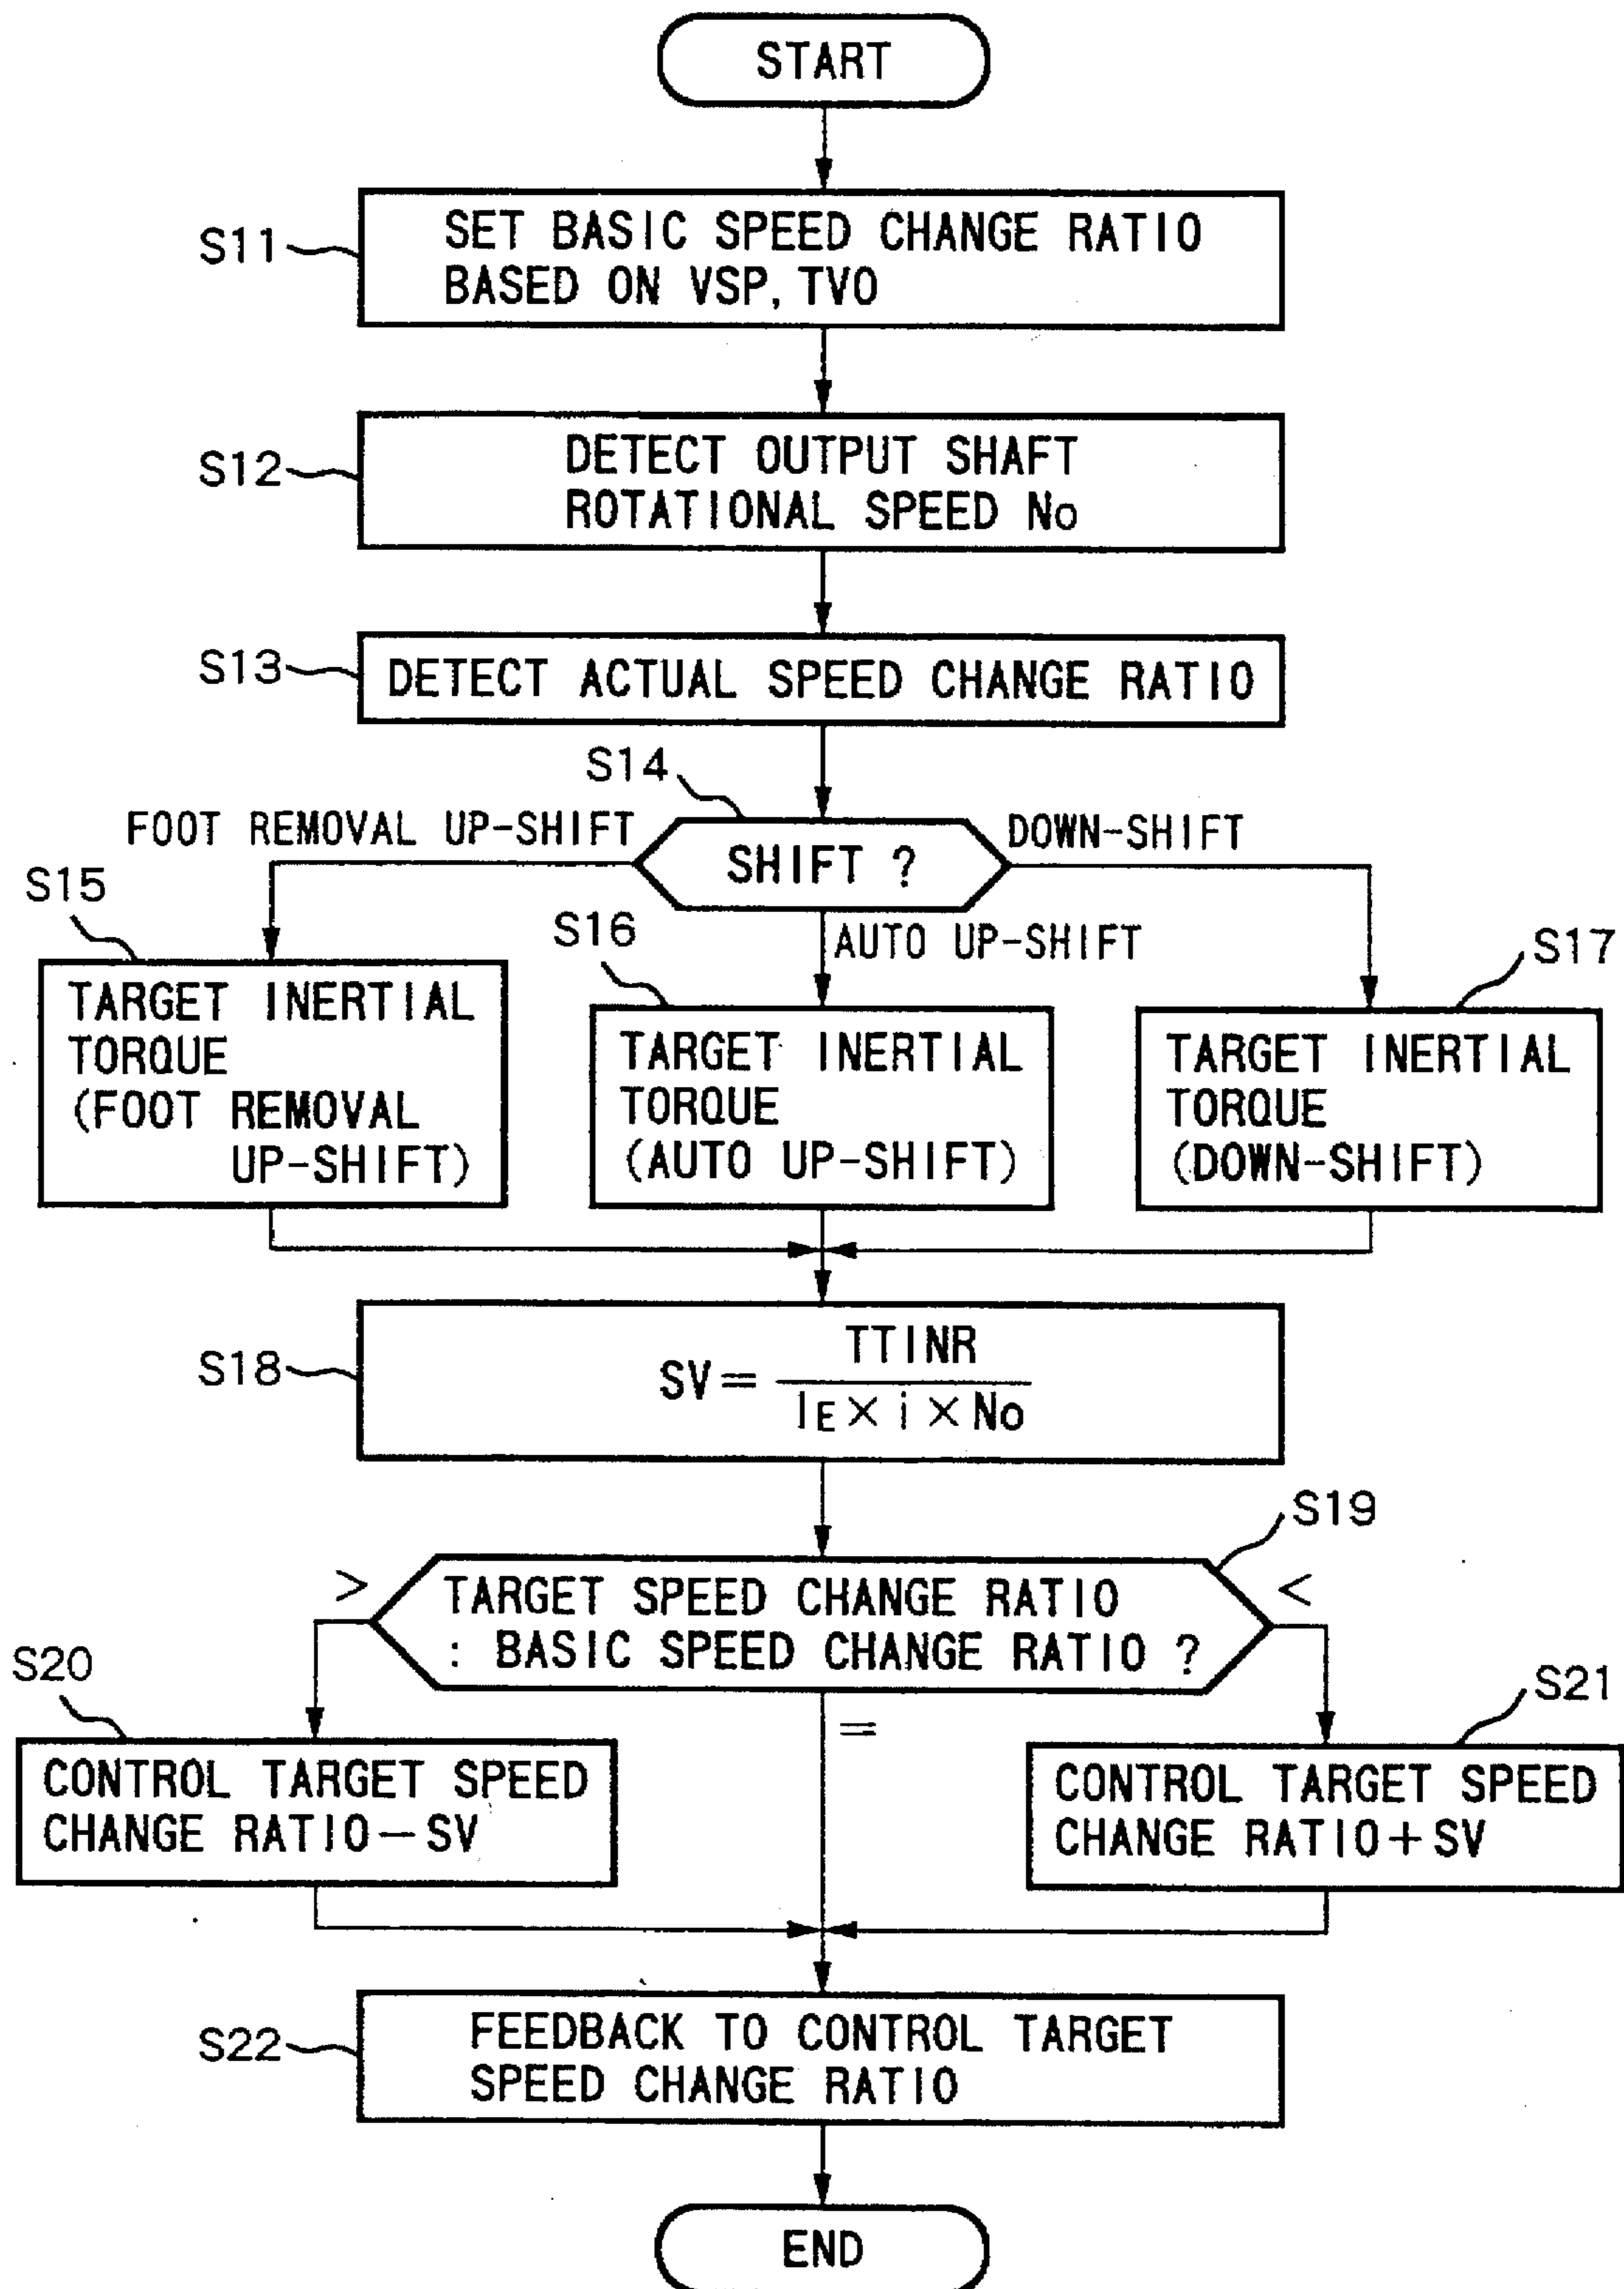 START
S11
SET BASIC SPEED CHANGE RATIO
BASED ON VSP, TVO
S12
DETECT OUTPUT SHAFT
ROTATIONAL SPEED No
S13
DETECT ACTUAL SPEED CHANGE RATIO
S14
FOOT REMOVAL UP-SHIFT
SHIFT ?
DOWN-SHIFT
AUTO UP-SHIFT
S15
TARGET INERTIAL
TORQUE
(FOOT REMOVAL
UP-SHIFT)
S16
TARGET INERTIAL
TORQUE
(AUTO UP-SHIFT)
S17
TARGET INERTIAL
TORQUE
(DOWN-SHIFT)
S18
SV = TTINR / IE × i × No
S19
>
TARGET SPEED CHANGE RATIO
: BASIC SPEED CHANGE RATIO ?
<
=
S20
CONTROL TARGET SPEED
CHANGE RATIO − SV
S21
CONTROL TARGET SPEED
CHANGE RATIO + SV
S22
FEEDBACK TO CONTROL TARGET
SPEED CHANGE RATIO
END